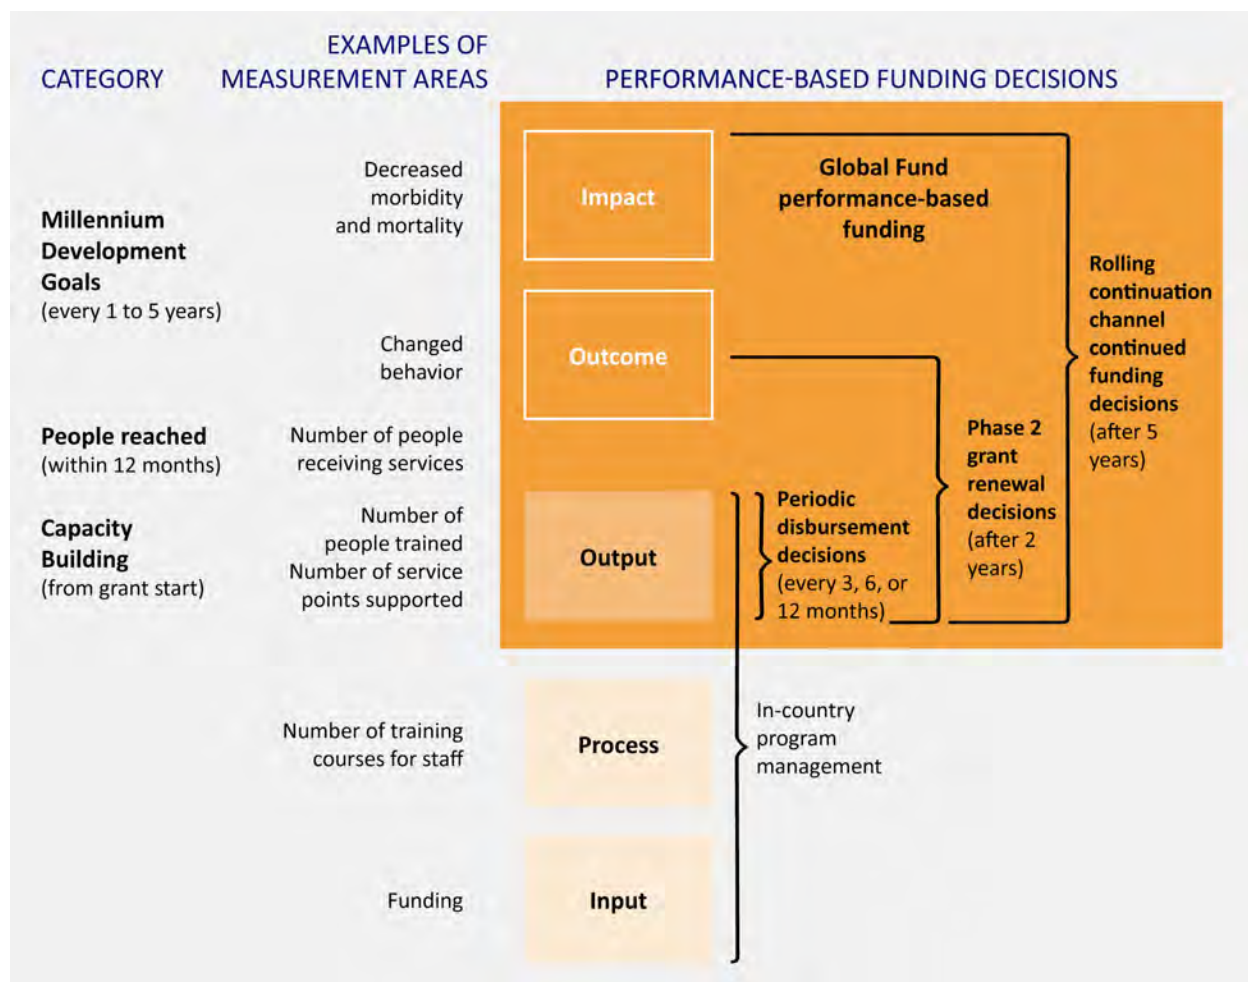 EXAMPLES OF
CATEGORY
MEASUREMENT AREAS
PERFORMANCE-BASED FUNDING DECISIONS
Millennium
Development
Goals
(every 1 to 5 years)
Decreased
morbidity
and mortality
Impact
Global Fund
performance-based
funding
Rolling
continuation
channel
continued
funding
decisions
(after 5
years)
Changed
behavior
Outcome
People reached
(within 12 months)
Number of people
receiving services
Phase 2
grant
renewal
decisions
(after 2
years)
Capacity
Building
(from grant start)
Number of
people trained
Number of service
points supported
Output
Periodic
disbursement
decisions
(every 3, 6, or
12 months)
Number of training
courses for staff
Process
In-country
program
management
Funding
Input